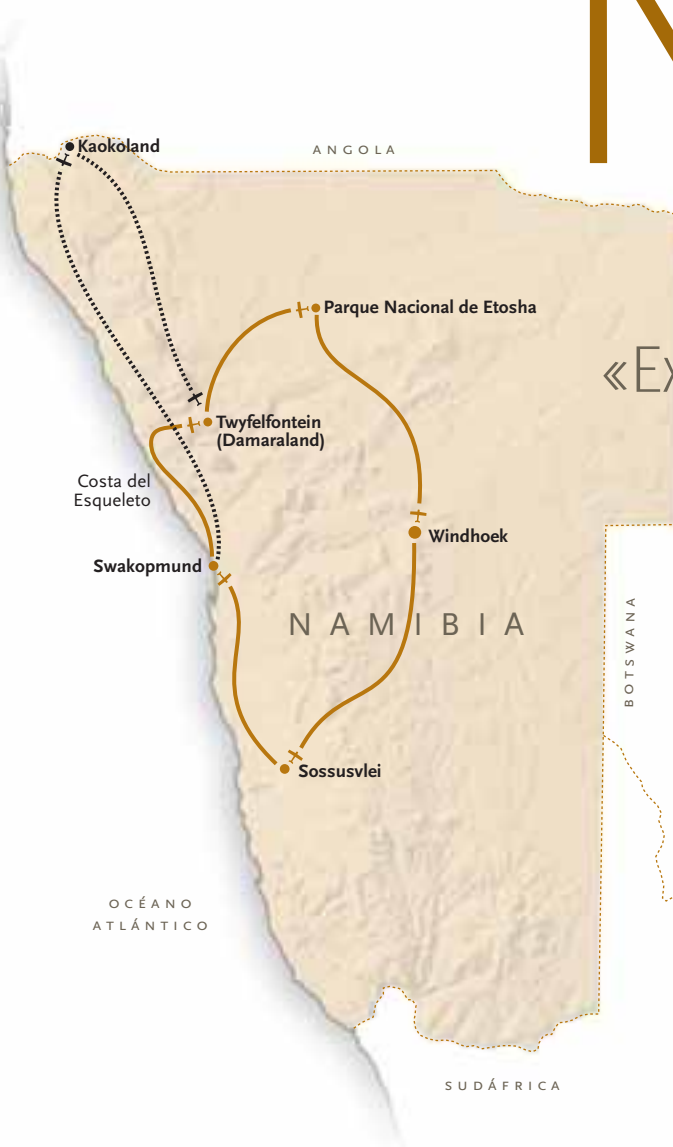 Kaokoland
ANGOLA
Parque Nacional de Etosha
«Ex
Twyfelfontein
(Damaraland)
Costa del
Esqueleto
Windhoek
Swakopmund
NAMIBIA
BOTSWANA
Sossusvlei
OCÉANO
ATLÁNTICO
SUDÁFRICA